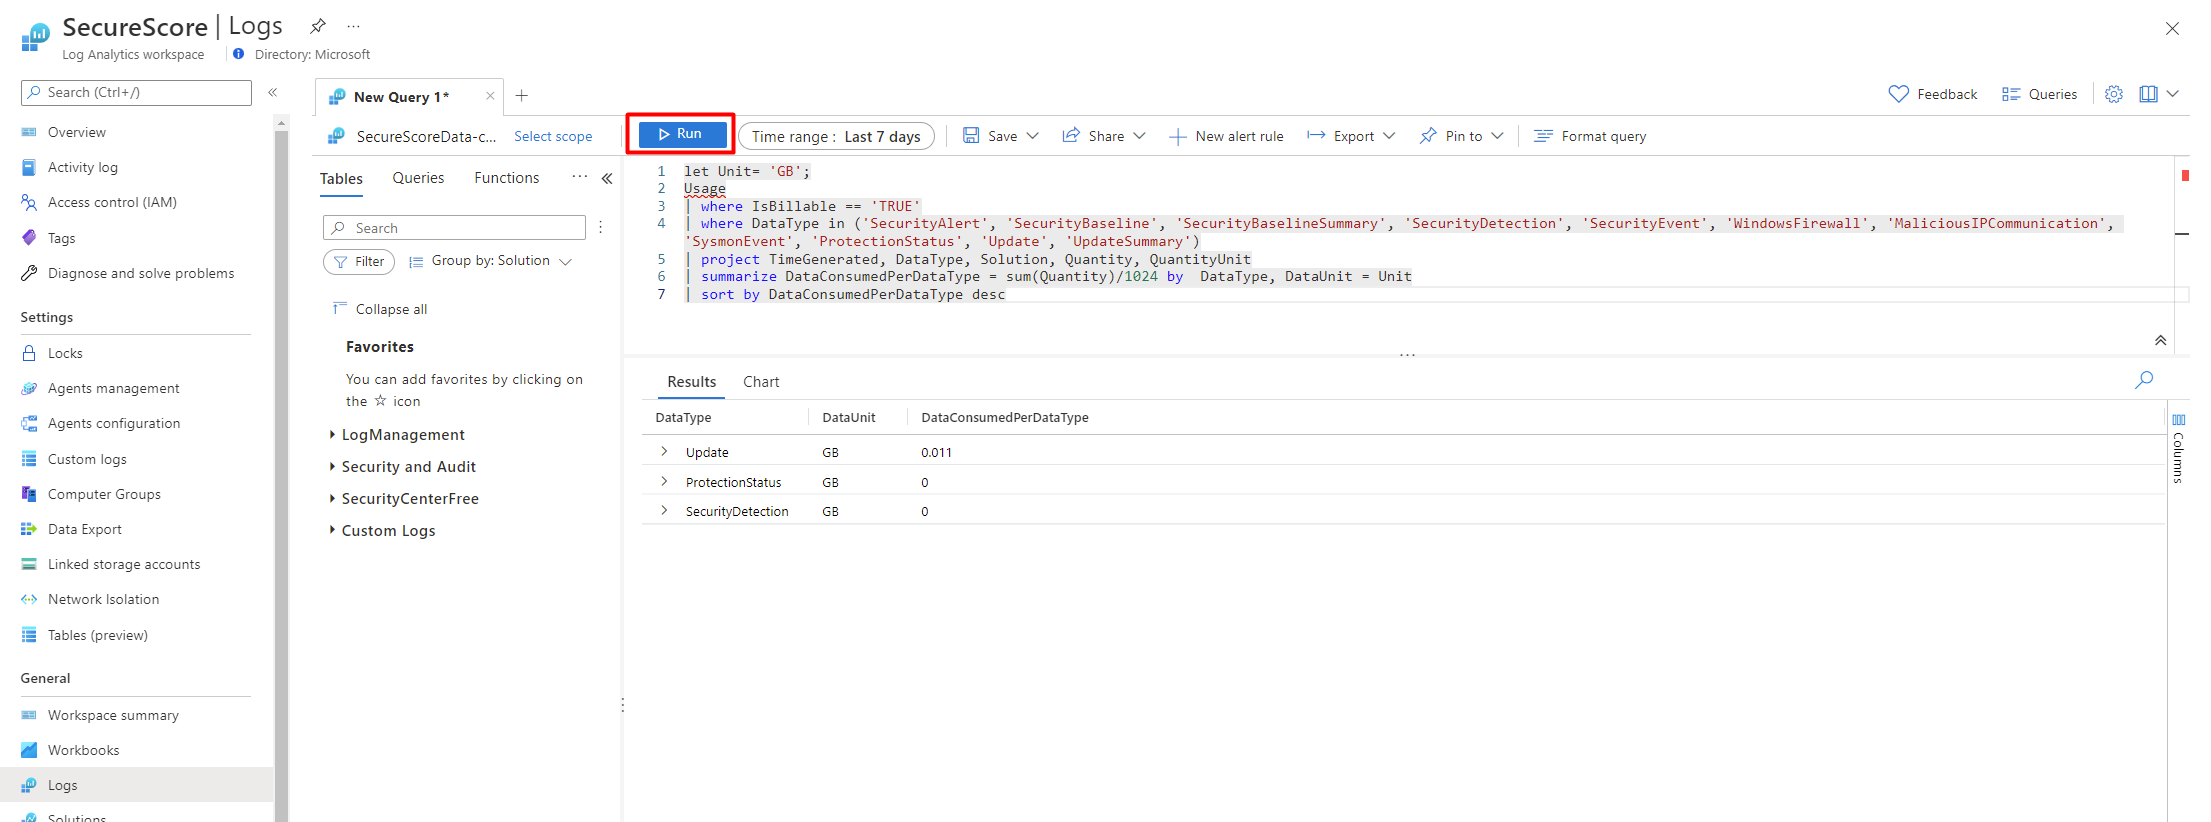 SecureScore | Logs
...
Log Analytics workspace
Directory: Microsoft
Search (Ctrl+/)
«
Overview
Activity log
Access control (IAM)
Tags
Diagnose and solve problems
Settings
Locks
Agents management
Agents configuration
Custom logs
Computer Groups
Data Export
Linked storage accounts
Network Isolation
Tables (preview)
General
Workspace summary
Workbooks
Logs
Solutions
New Query 1*
Feedback
Queries
SecureScoreData-c...
Select scope
Run
Time range : Last 7 days
Save
Share
New alert rule
Export
Pin to
Format query
Tables
Queries
Functions
...
«
Search
Filter
Group by: Solution
Collapse all
Favorites
You can add favorites by clicking on
the ☆ icon
LogManagement
Security and Audit
SecurityCenterFree
Custom Logs
1 let Unit= 'GB';
2 Usage
3 | where IsBillable == 'TRUE'
4 | where DataType in ('SecurityAlert', 'SecurityBaseline', 'SecurityBaselineSummary', 'SecurityDetection', 'SecurityEvent', 'WindowsFirewall', 'MaliciousIPCommunication',
'SysmonEvent', 'ProtectionStatus', 'Update', 'UpdateSummary')
5 | project TimeGenerated, DataType, Solution, Quantity, QuantityUnit
6 | summarize DataConsumedPerDataType = sum(Quantity)/1024 by  DataType, DataUnit = Unit
7 | sort by DataConsumedPerDataType desc
Results
Chart
DataType DataUnit DataConsumedPerDataType
Update GB 0.011
ProtectionStatus GB 0
SecurityDetection GB 0
Columns